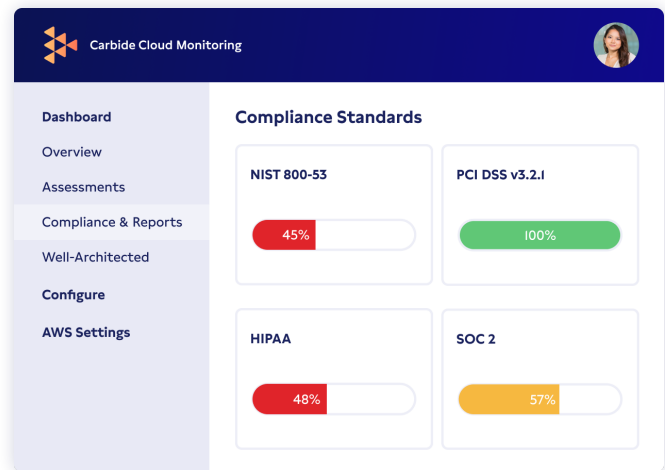 Carbide Cloud Monitoring
Dashboard
Overview
Assessments
Compliance & Reports
Well-Architected
Configure
AWS Settings
Compliance Standards
NIST 800-53
45%
PCI DSS v3.2.1
100%
HIPAA
48%
SOC 2
57%